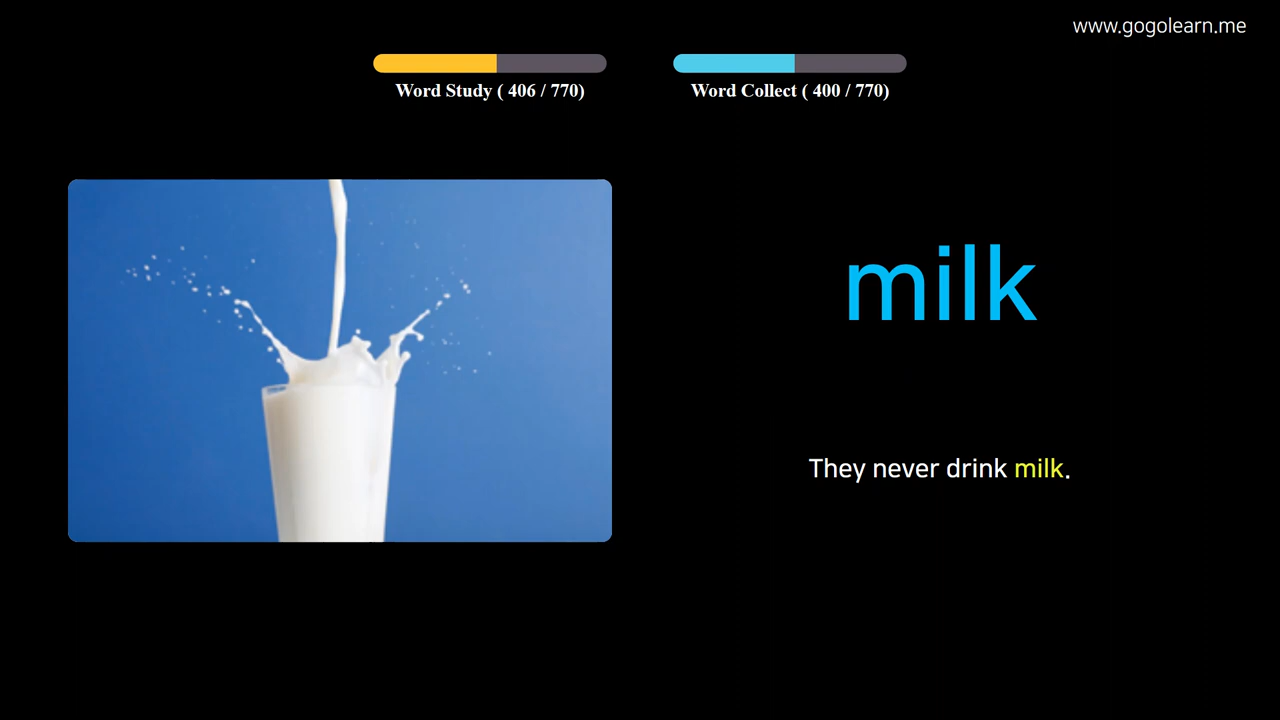 www.gogolearn.me
Word Study ( 406 / 770)
Word Collect ( 400 / 770)
milk
They never drink milk.